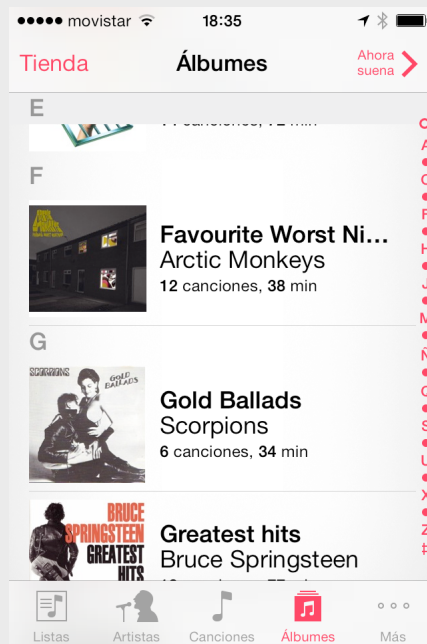 movistar 18:35
Tienda Álbumes Ahora suena
E
F
Favourite Worst Ni...
Arctic Monkeys
12 canciones, 38 min
G
SCORPIONS
GOLD BALLADS
Gold Ballads
Scorpions
6 canciones, 34 min
BRUCE
SPRINGSTEEN
GREATEST
HITS
Greatest hits
Bruce Springsteen
Listas Artistas Canciones Álbumes Más